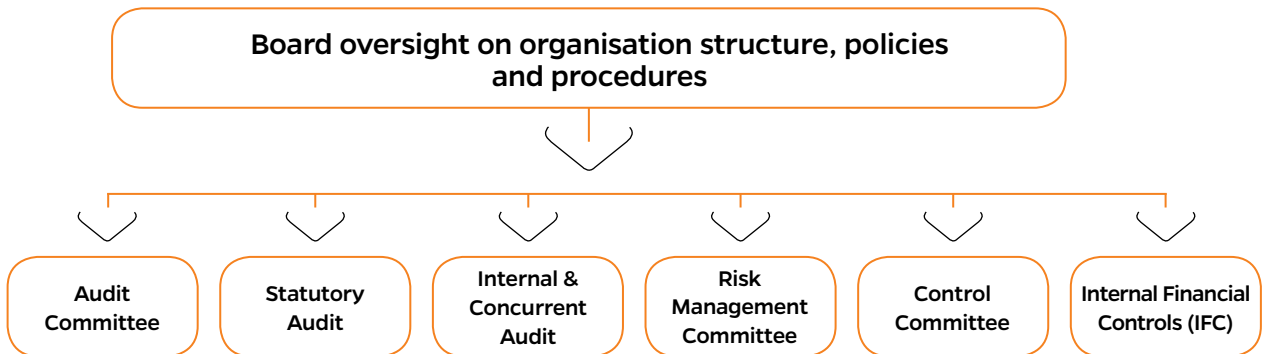 Board oversight on organisation structure, policies
and procedures
Audit
Committee
Statutory
Audit
Internal &
Concurrent
Audit
Risk
Management
Committee
Control
Committee
Internal Financial
Controls (IFC)